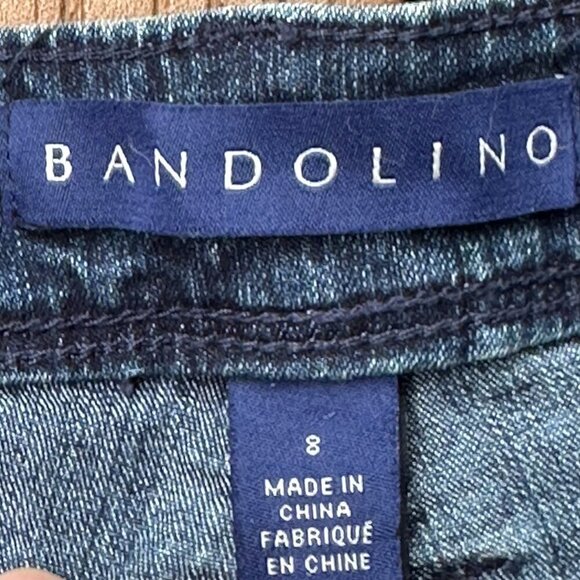 BANDOLINO
8
MADE IN
CHINA
FABRIQUÉ
EN CHINE